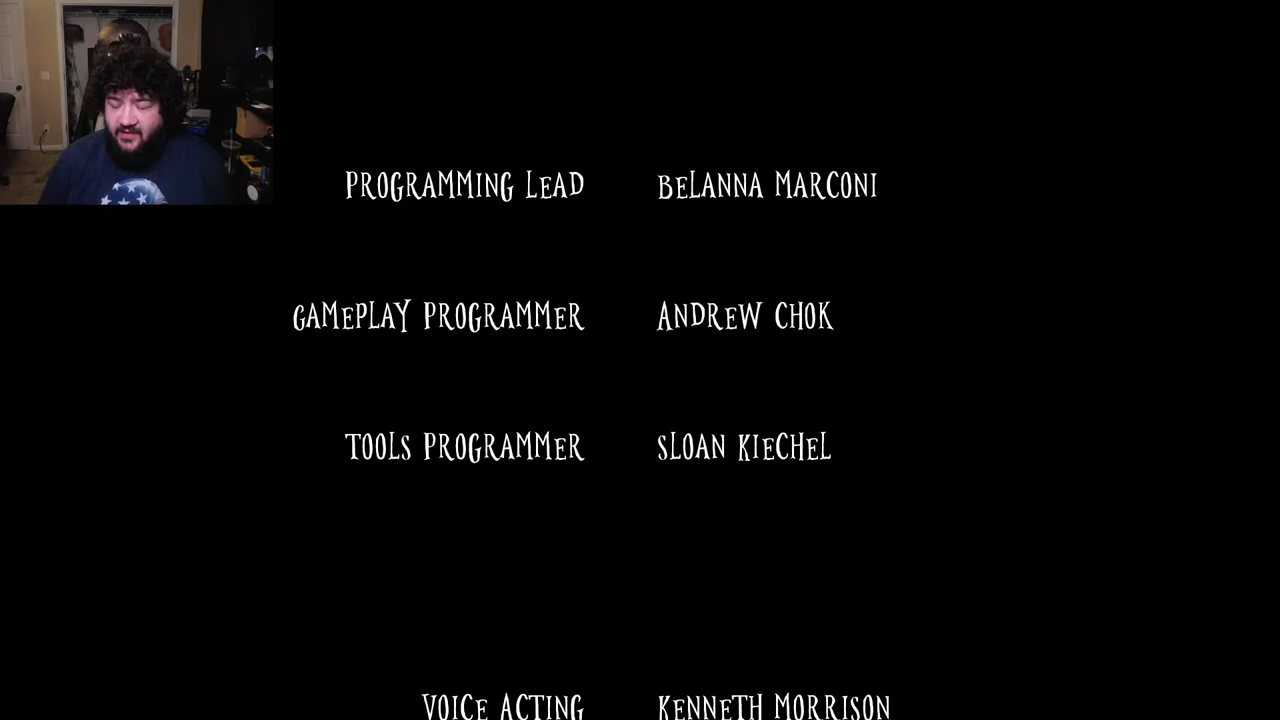 PROGRAMMING LEAD BELANNA MARCONI
GAMEPLAY PROGRAMMER ANDREW CHOK
TOOLS PROGRAMMER SLOAN KIECHEL
VOICE ACTING KENNETH MORRISON